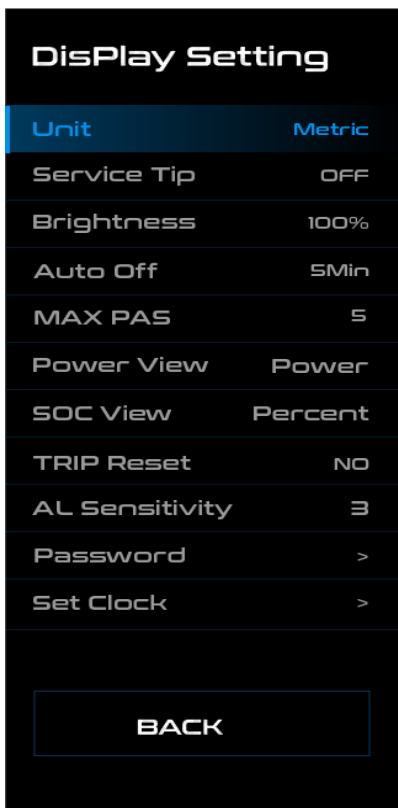 DisPlay Setting
Unit Metric
Service Tip OFF
Brightness 100%
Auto Off 5Min
MAX PAS 5
Power View Power
SOC View Percent
TRIP Reset NO
AL Sensitivity 3
Password >
Set Clock >
BACK